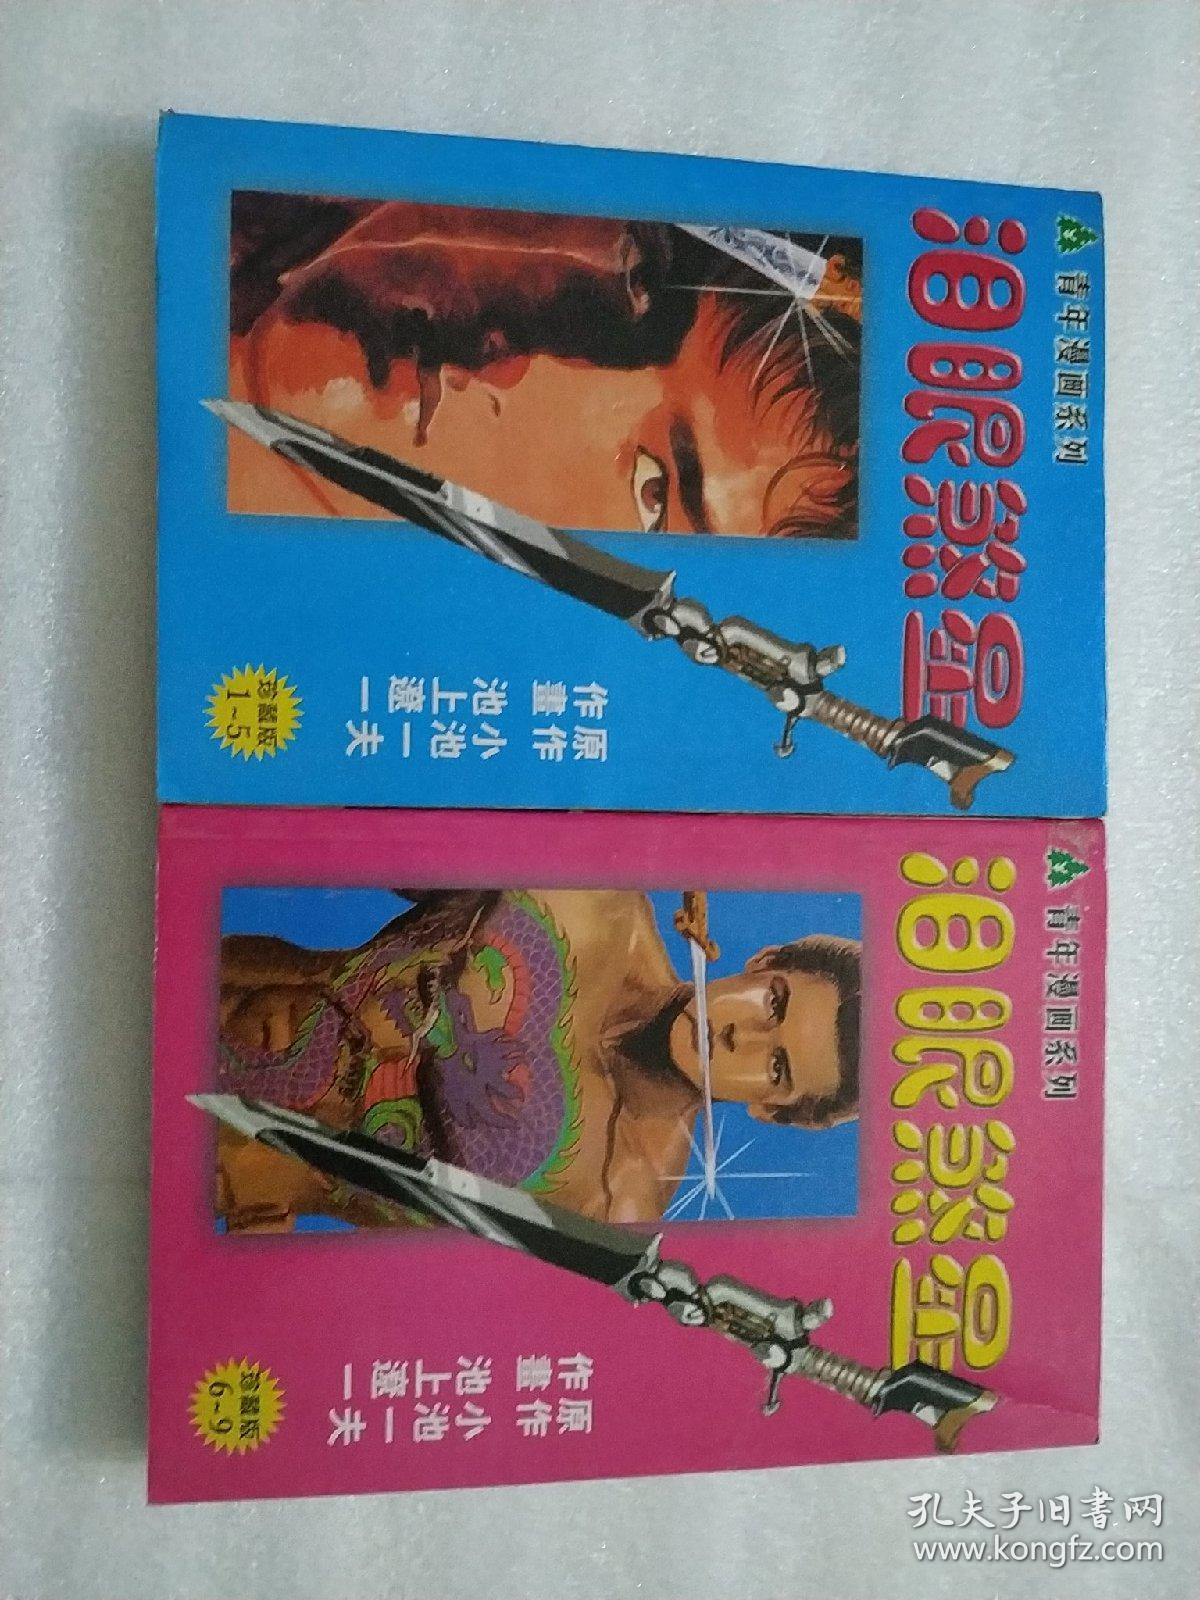 青年漫画系列
泪眼煞星
原作 小池一夫
作畫 池上遼一
珍藏版
1~5
青年漫画系列
泪眼煞星
原作 小池一夫
作畫 池上遼一
珍藏版
6~9
孔夫子旧書网
www.kongfz.com